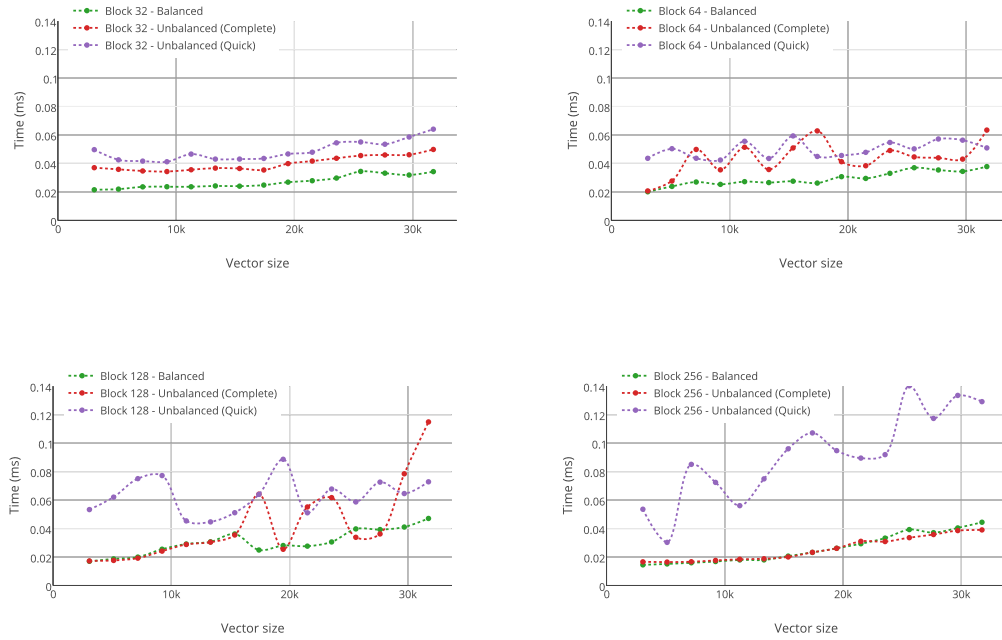 Block 32 - Balanced
Block 32 - Unbalanced (Complete)
Block 32 - Unbalanced (Quick)
0.14
0.12
0.1
0.08
0.06
0.04
0.02
0
Time (ms)
0
10k
20k
30k
Vector size
Block 64 - Balanced
Block 64 - Unbalanced (Complete)
Block 64 - Unbalanced (Quick)
0.14
0.12
0.1
0.08
0.06
0.04
0.02
0
Time (ms)
0
10k
20k
30k
Vector size
Block 128 - Balanced
Block 128 - Unbalanced (Complete)
Block 128 - Unbalanced (Quick)
0.14
0.12
0.1
0.08
0.06
0.04
0.02
0
Time (ms)
0
10k
20k
30k
Vector size
Block 256 - Balanced
Block 256 - Unbalanced (Complete)
Block 256 - Unbalanced (Quick)
0.14
0.12
0.1
0.08
0.06
0.04
0.02
0
Time (ms)
0
10k
20k
30k
Vector size